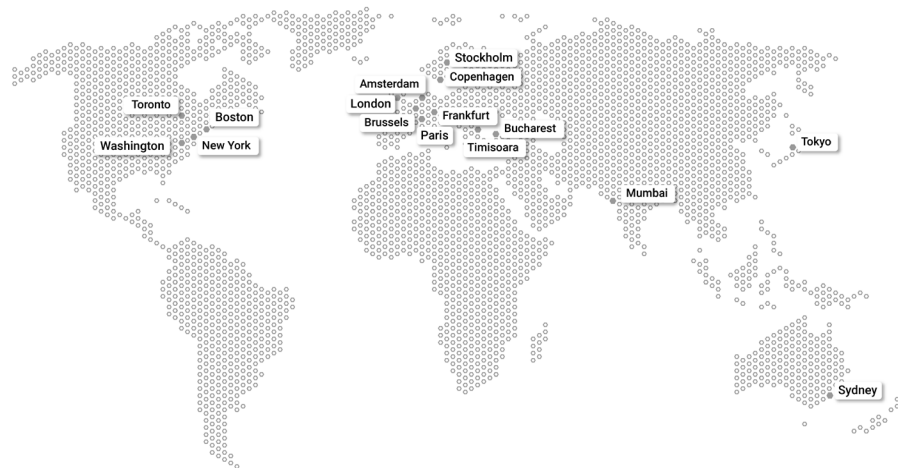 Stockholm
Copenhagen
Amsterdam
London
Toronto
Boston
Frankfurt
Brussels
Bucharest
Paris
Tokyo
Washington
New York
Timisoara
Mumbai
Sydney